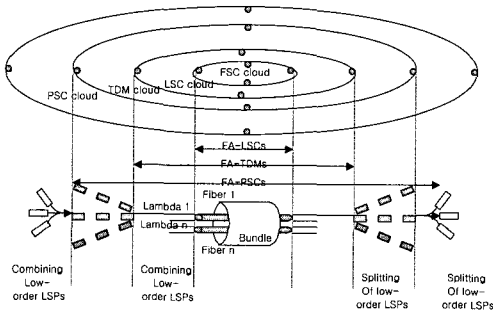 FSC cloud
LSC cloud
TDM cloud
PSC cloud
FA-LSCs
FA-TDMs
FA-PSCs
Fiber 1
Lambda 1
Lambda n
Bundle
Fiber n
Combining
Low-
order LSPs
Combining
Low-
order LSPs
Splitting
Of low-
order LSPs
Splitting
Of low-
order LSPs